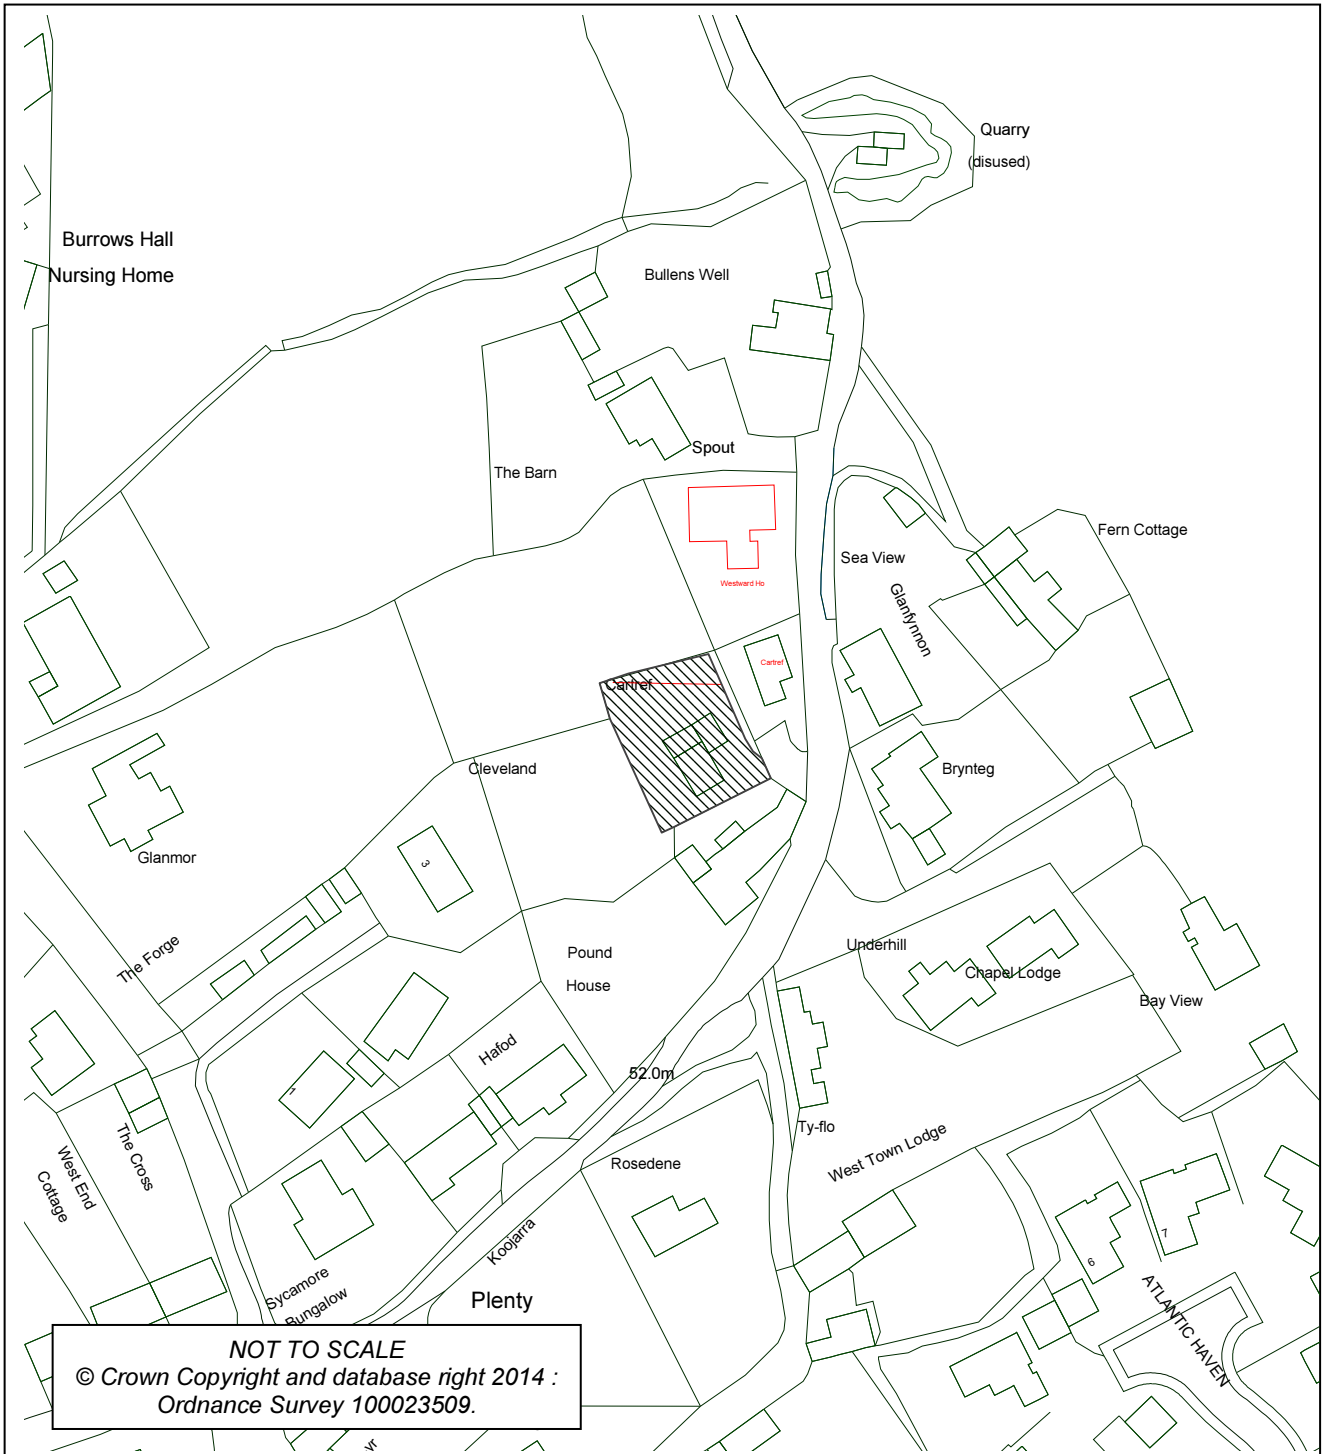 Quarry
(disused)
Burrows Hall
Nursing Home
Bullens Well
Spout
The Barn
Fern Cottage
Sea View
Westward Ho
Glanfynnon
Cartref
Cartref
Cleveland
Brynteg
Glanmor
3
The Forge
Underhill
Pound
House
Chapel Lodge
Bay View
Hafod
52.0m
1
Ty-flo
West Town Lodge
The Cross
West End
Cottage
Rosedene
Koojarra
7
6
Sycamore
Bungalow
Plenty
ATLANTIC HAVEN
NOT TO SCALE
© Crown Copyright and database right 2014 :
Ordnance Survey 100023509.
yr